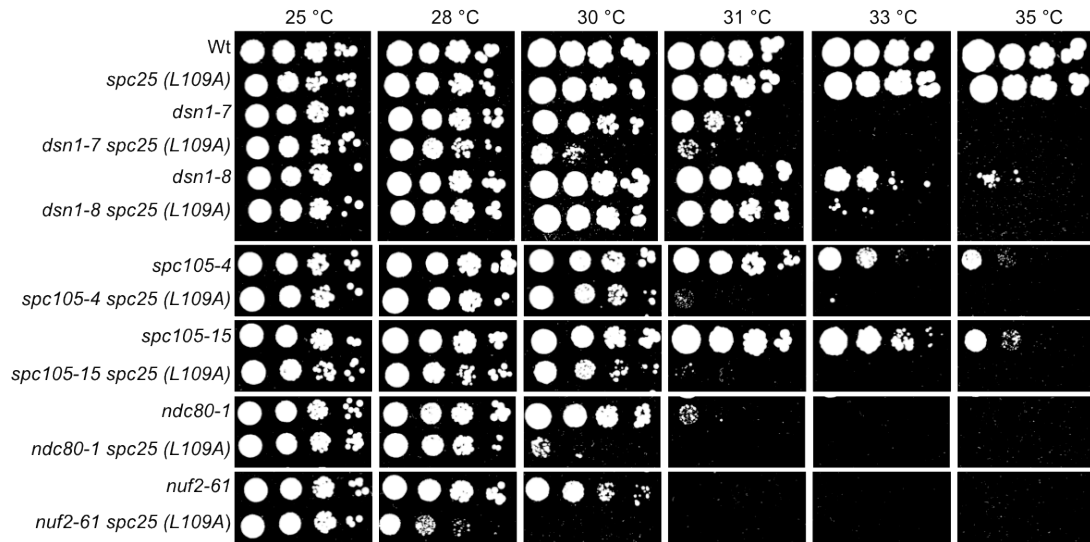 25 °C 28 °C 30 °C 31 °C 33 °C 35 °C
Wt
spc25 (L109A)
dsn1-7
dsn1-7 spc25 (L109A)
dsn1-8
dsn1-8 spc25 (L109A)
spc105-4
spc105-4 spc25 (L109A)
spc105-15
spc105-15 spc25 (L109A)
ndc80-1
ndc80-1 spc25 (L109A)
nuf2-61
nuf2-61 spc25 (L109A)